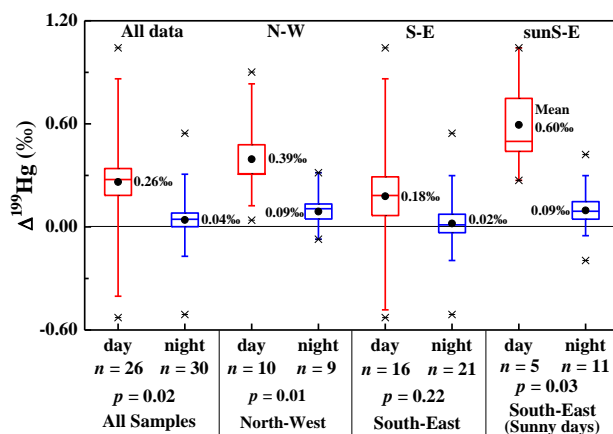 All data N-W S-E sunS-E
Δ¹⁹⁹Hg (‰)
0.60
0.00
-0.60
0.26‰
0.04‰
0.39‰
0.09‰
0.18‰
0.02‰
Mean
0.60‰
0.09‰
day night day night day night day night
n = 26 n = 30 n = 10 n = 9 n = 16 n = 21 n = 5 n = 11
p = 0.02 p = 0.01 p = 0.22 p = 0.03
All Samples North-West South-East South-East
(Sunny days)